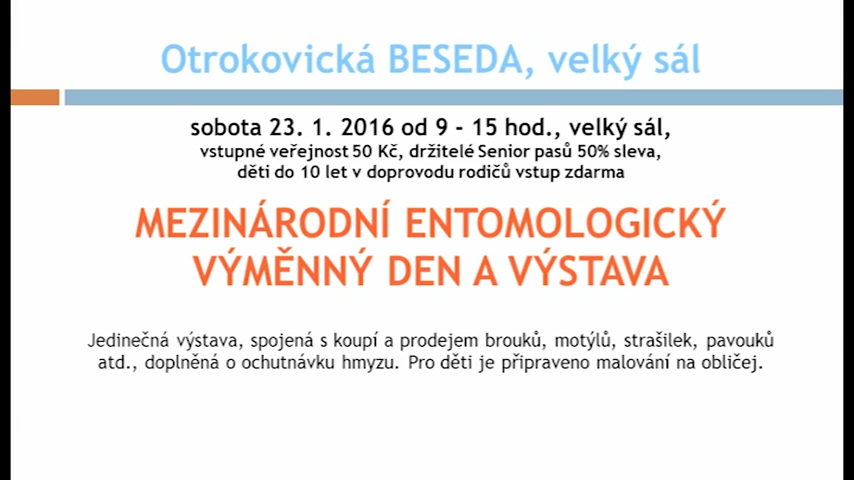 Otrokovická BESEDA, velký sál
sobota 23. 1. 2016 od 9 - 15 hod., velký sál,
vstupné veřejnost 50 Kč, držitelé Senior pasů 50% sleva,
děti do 10 let v doprovodu rodičů vstup zdarma
MEZINÁRODNÍ ENTOMOLOGICKÝ
VÝMĚNNÝ DEN A VÝSTAVA
Jedinečná výstava, spojená s koupí a prodejem brouků, motýlů, strašilek, pavouků
atd., doplněná o ochutnávku hmyzu. Pro děti je připraveno malování na obličej.